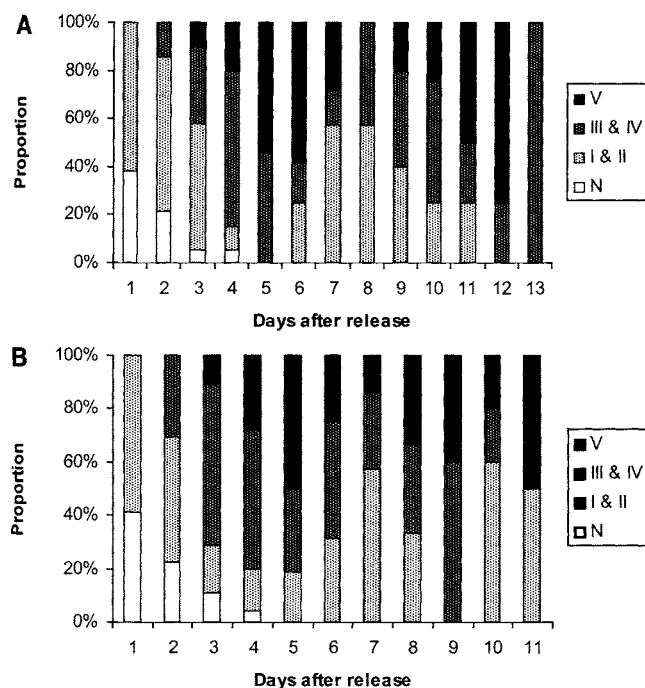 A
Proportion
100%
80%
60%
40%
20%
0%
1 2 3 4 5 6 7 8 9 10 11 12 13
Days after release
V
III & IV
I & II
N
B
Proportion
100%
80%
60%
40%
20%
0%
1 2 3 4 5 6 7 8 9 10 11
Days after release
V
III & IV
I & II
N